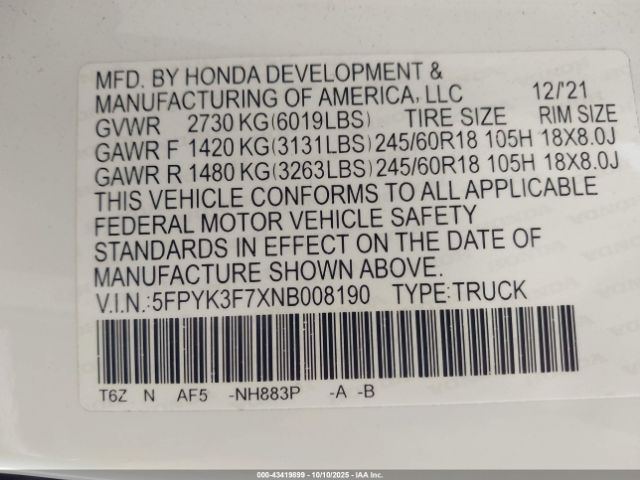 MFD. BY HONDA DEVELOPMENT &
MANUFACTURING OF AMERICA, LLC 12/'21
GVWR 2730 KG(6019LBS) TIRE SIZE RIM SIZE
GAWR F 1420 KG(3131LBS) 245/60R18 105H 18X8.0J
GAWR R 1480 KG(3263LBS) 245/60R18 105H 18X8.0J
THIS VEHICLE CONFORMS TO ALL APPLICABLE
FEDERAL MOTOR VEHICLE SAFETY
STANDARDS IN EFFECT ON THE DATE OF
MANUFACTURE SHOWN ABOVE.
V.I.N.:5FPYK3F7XNB008190 TYPE:TRUCK
T6Z N AF5 -NH883P -A -B
000-43419899 - 10/10/2025 - IAA Inc.